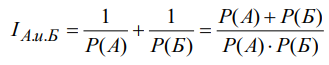 I_{А.и.Б} = 1/P(А) + 1/P(Б) = (P(А) + P(Б))/(P(А) · P(Б))